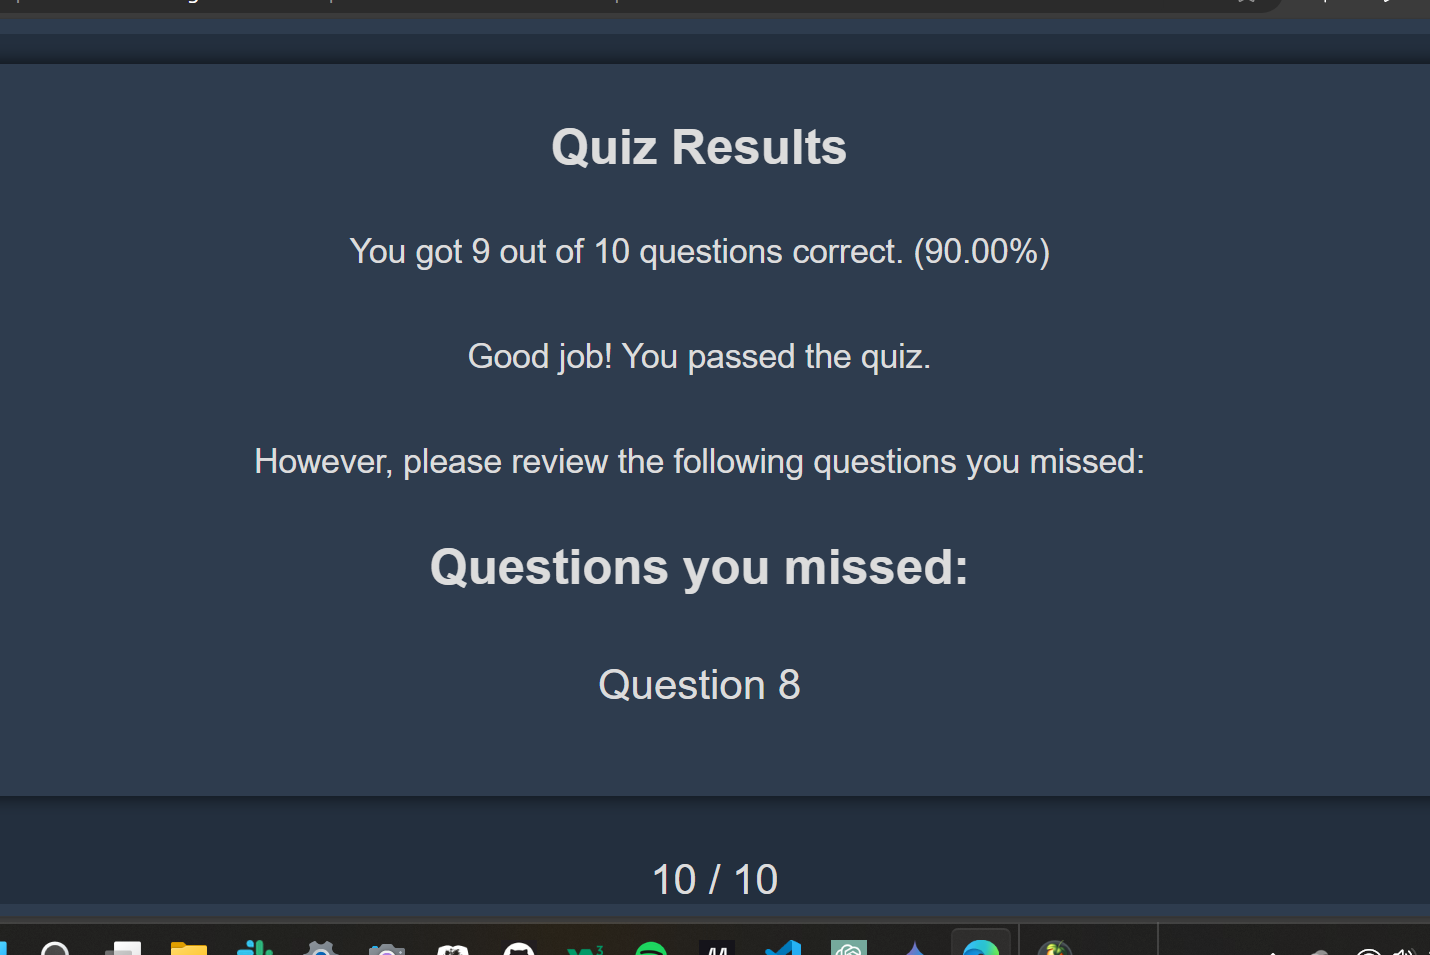 Quiz Results
You got 9 out of 10 questions correct. (90.00%)
Good job! You passed the quiz.
However, please review the following questions you missed:
Questions you missed:
Question 8
10 / 10